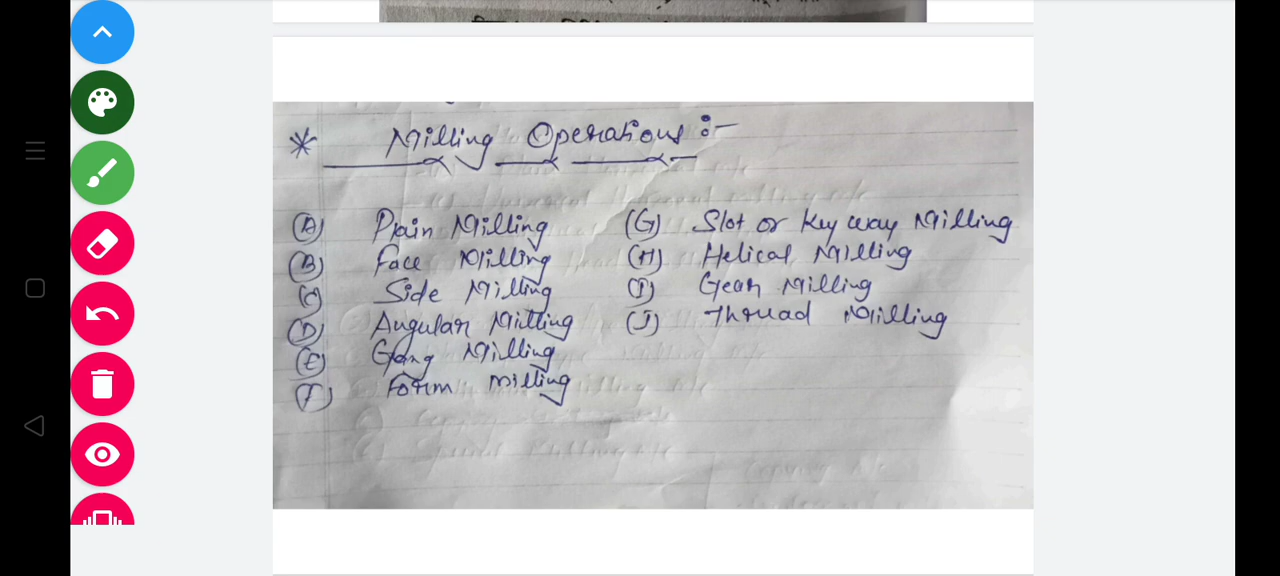 * Milling Operations :-
(A) Plain Milling
(B) Face Milling
(C) Side Milling
(D) Angular Milling
(E) Gang Milling
(F) Form milling
(G) Slot or Key way Milling
(H) Helical Milling
(I) Gear Milling
(J) Thread Milling